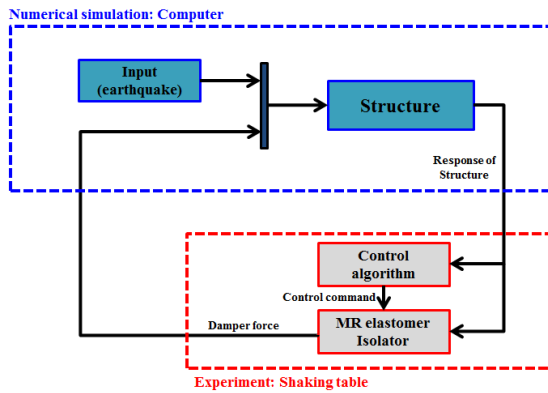 Numerical simulation: Computer
Input
(earthquake)
Structure
Response of
Structure
Control
algorithm
Control command
MR elastomer
Isolator
Damper force
Experiment: Shaking table